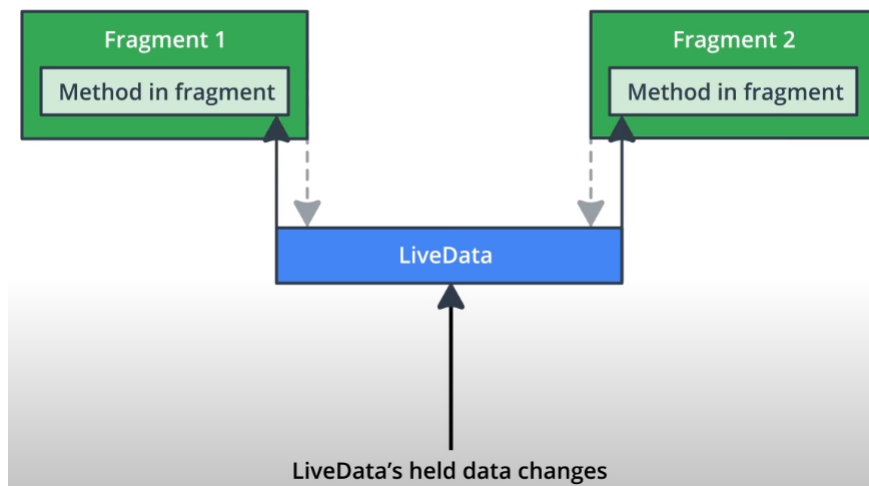 Fragment 1
Method in fragment
Fragment 2
Method in fragment
LiveData
LiveData’s held data changes